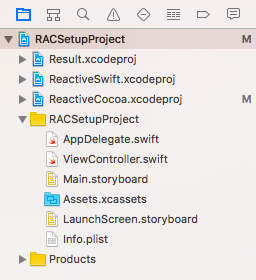 RACSetupProject M
Result.xcodeproj
ReactiveSwift.xcodeproj
ReactiveCocoa.xcodeproj M
RACSetupProject
AppDelegate.swift
ViewController.swift
Main.storyboard
Assets.xcassets
LaunchScreen.storyboard
Info.plist
Products